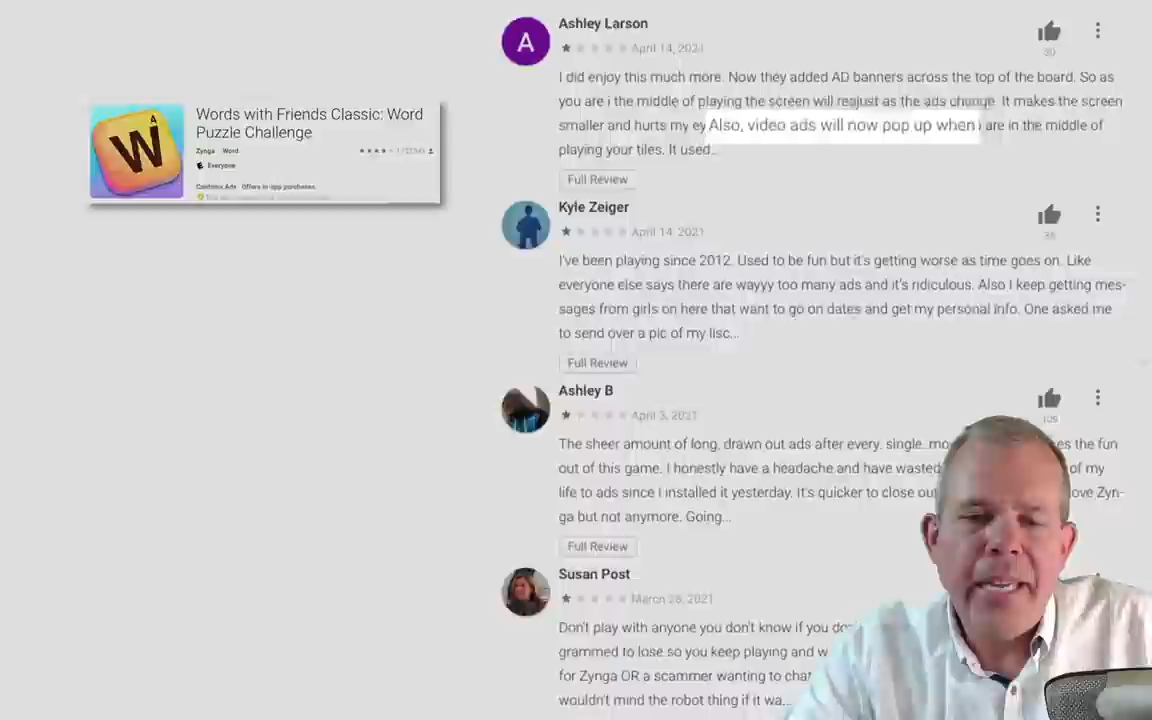 Words with Friends Classic: Word
Puzzle Challenge
Zynga Word
Everyone
Contains Ads Offers in-app purchases
4
W
A
Ashley Larson
April 14, 2021
30
I did enjoy this much more. Now they added AD banners across the top of the board. So as
you are i the middle of playing the screen will reajust as the ads change. It makes the screen
smaller and hurts my ey Also, video ads will now pop up when are in the middle of
playing your tiles. It used...
Full Review
Kyle Zeiger
April 14, 2021
I've been playing since 2012. Used to be fun but it's getting worse as time goes on. Like
everyone else says there are wayyy too many ads and it's ridiculous. Also I keep getting mes-
sages from girls on here that want to go on dates and get my personal info. One asked me
to send over a pic of my lisc...
Full Review
Ashley B
April 3, 2021
109
The sheer amount of long, drawn out ads after every. single. mo es the fun
out of this game. I honestly have a headache and have wasted of my
life to ads since I installed it yesterday. It's quicker to close out ove Zyn-
ga but not anymore. Going...
Full Review
Susan Post
March 28, 2021
Don't play with anyone you don't know if you don
grammed to lose so you keep playing and w
for Zynga OR a scammer wanting to chat
wouldn't mind the robot thing if it wa...